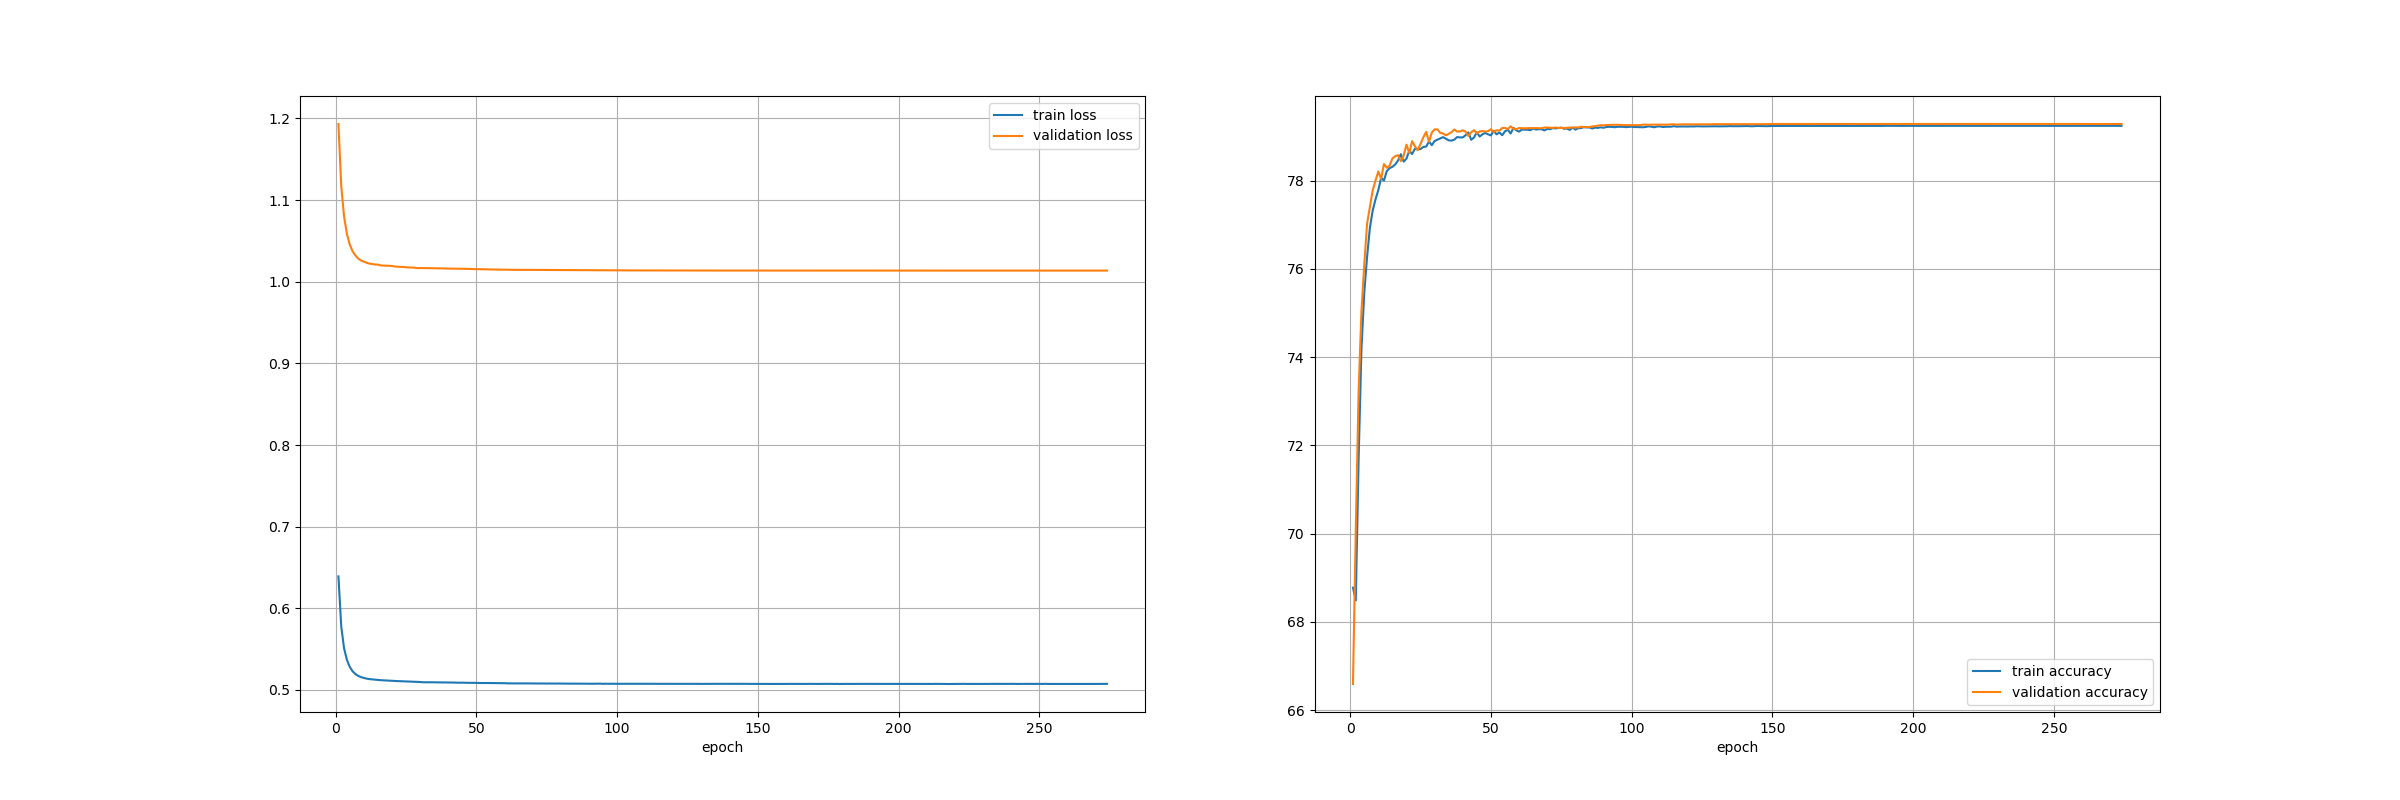 1.2
1.1
1.0
0.9
0.8
0.7
0.6
0.5
0 50 100 150 200 250
epoch
train loss
validation loss
78
76
74
72
70
68
66
0 50 100 150 200 250
epoch
train accuracy
validation accuracy